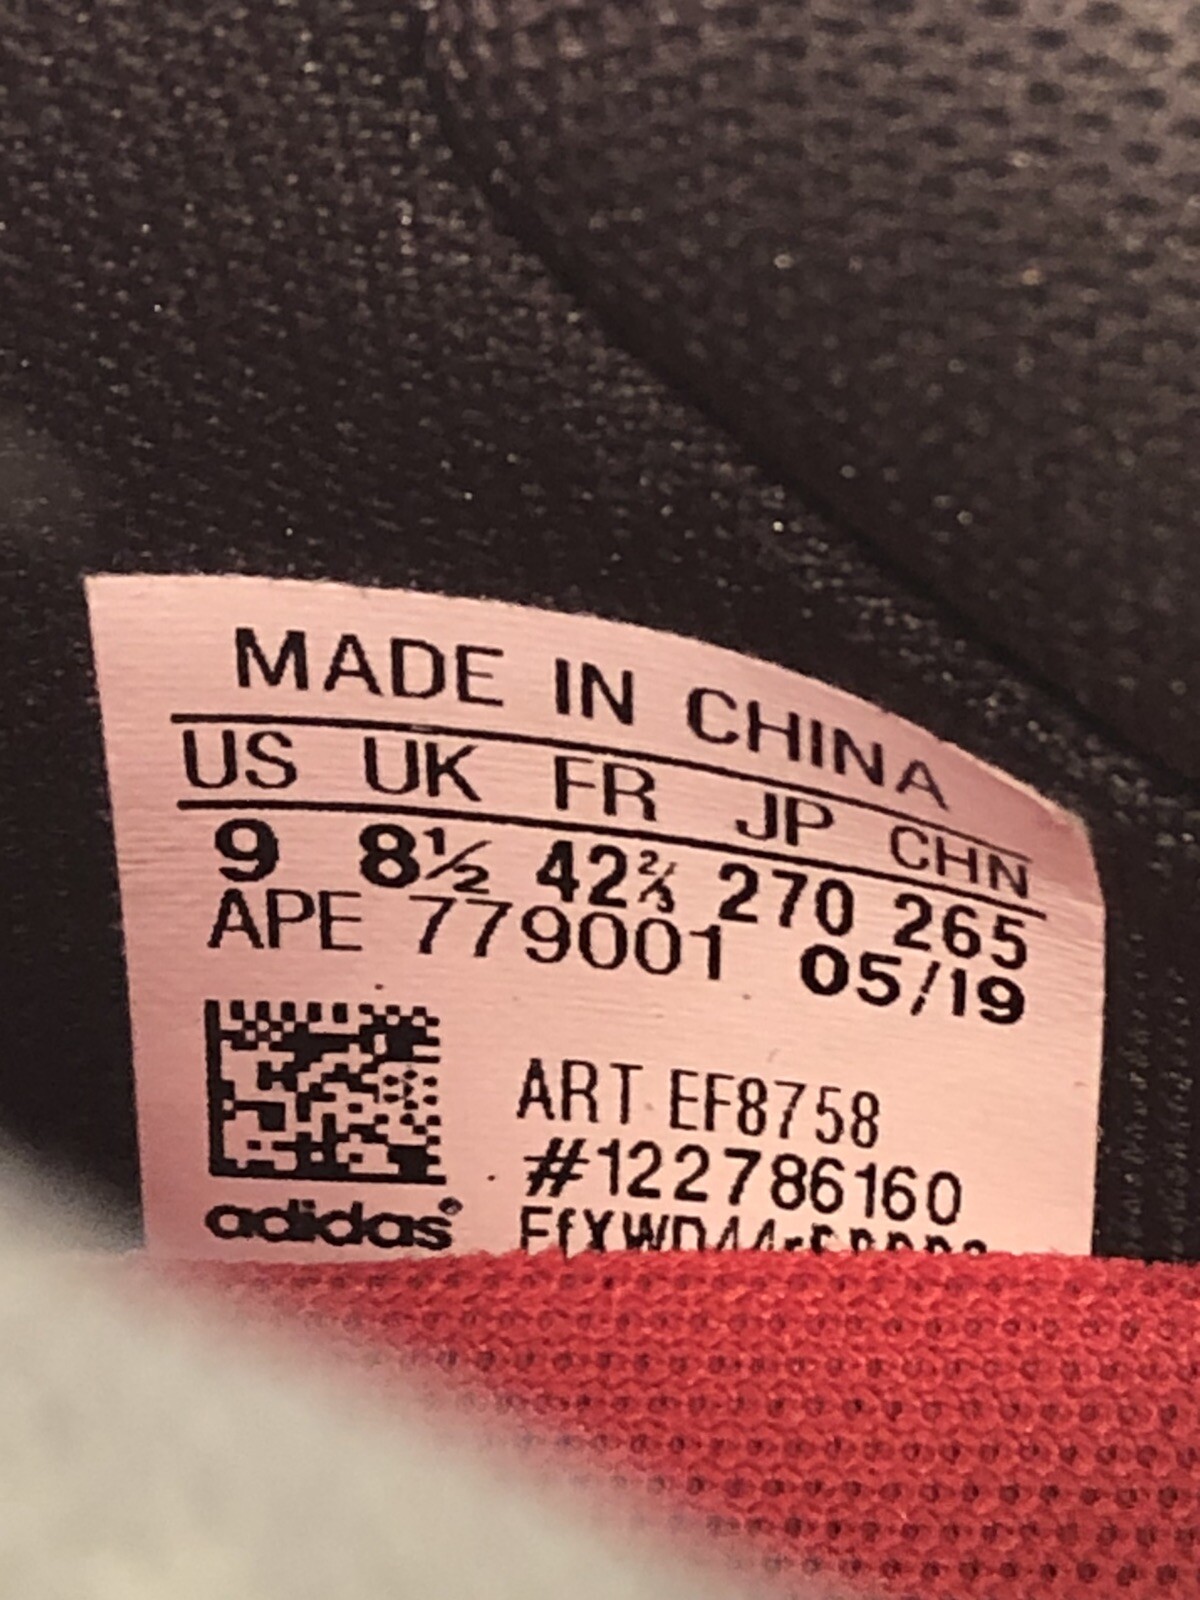 MADE IN CHINA
US UK FR JP CHN
9 8½ 42⅔ 270 265
APE 779001 05/19
ART EF8758
#122786160
adidas®